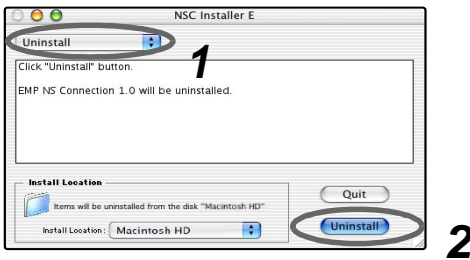 NSC Installer E
Uninstall
1
Click "Uninstall" button.
EMP NS Connection 1.0 will be uninstalled.
Install Location
Items will be uninstalled from the disk "Macintosh HD"
Install Location: Macintosh HD
Quit
Uninstall
2